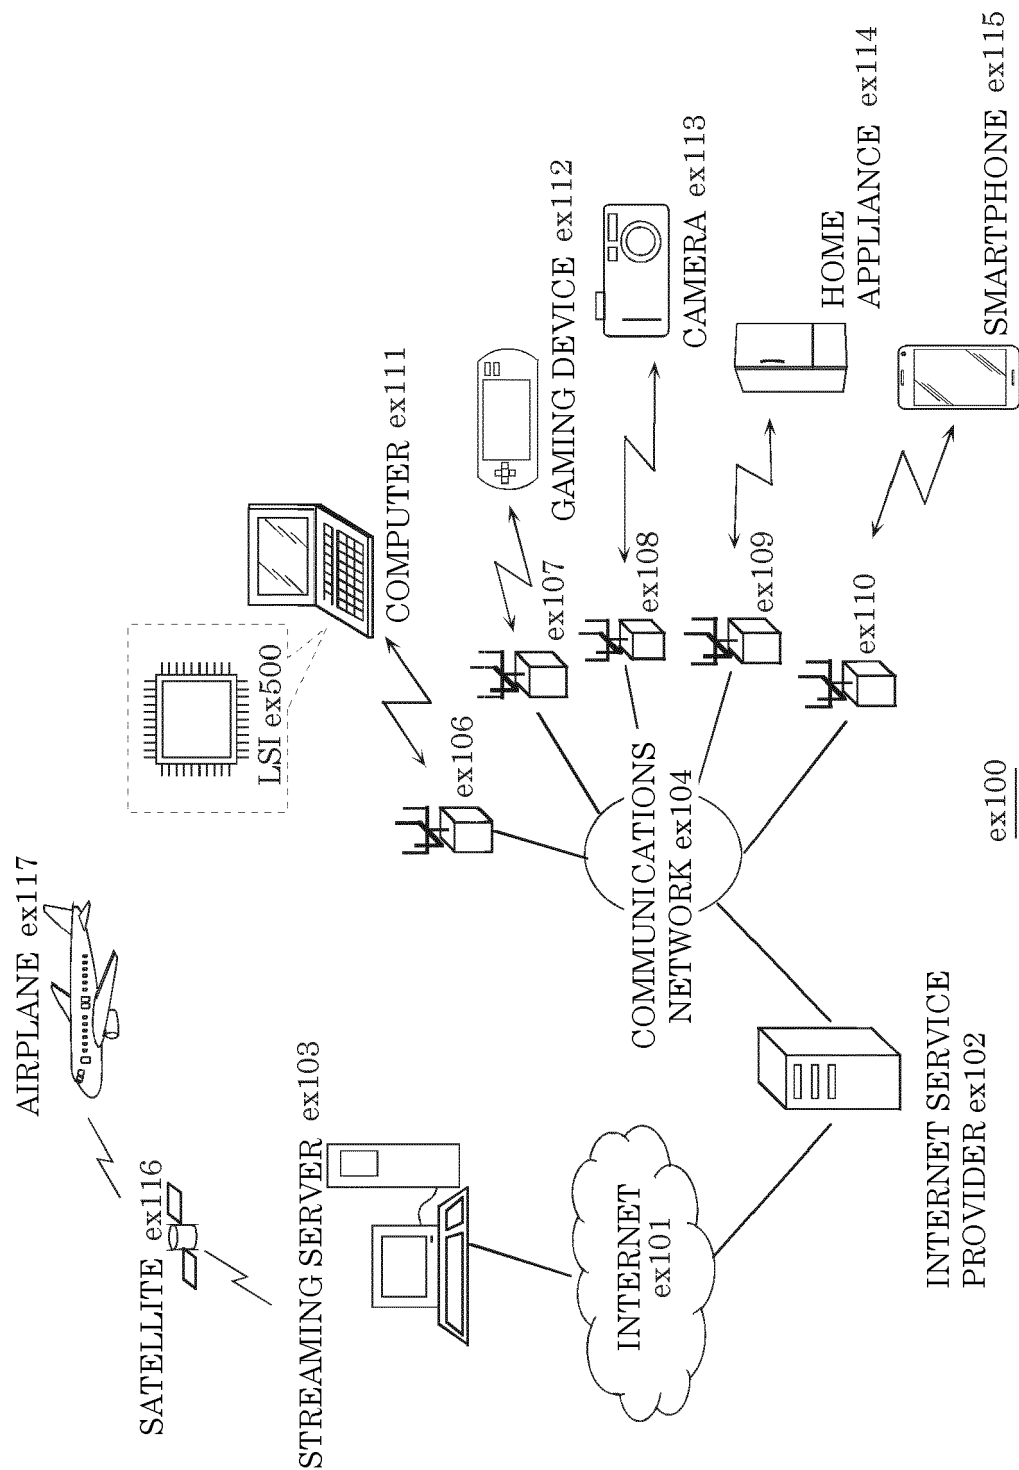 AIRPLANE ex117
SATELLITE ex116
STREAMING SERVER ex103
INTERNET
ex101
INTERNET SERVICE
PROVIDER ex102
COMMUNICATIONS
NETWORK ex104
LSI ex500
ex106
ex107
ex108
ex109
ex110
COMPUTER ex111
GAMING DEVICE ex112
CAMERA ex113
HOME
APPLIANCE ex114
SMARTPHONE ex115
ex100